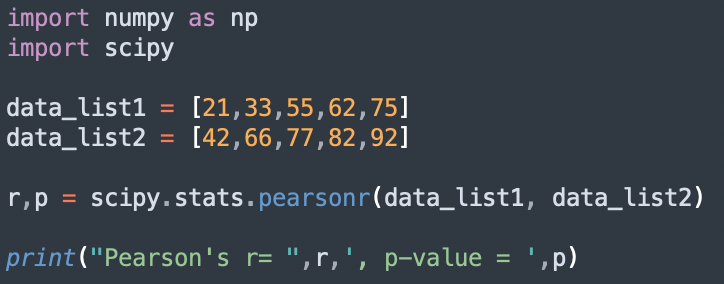 import numpy as np
import scipy
data_list1 = [21,33,55,62,75]
data_list2 = [42,66,77,82,92]
r,p = scipy.stats.pearsonr(data_list1, data_list2)
print("Pearson's r= ",r,', p-value = ',p)